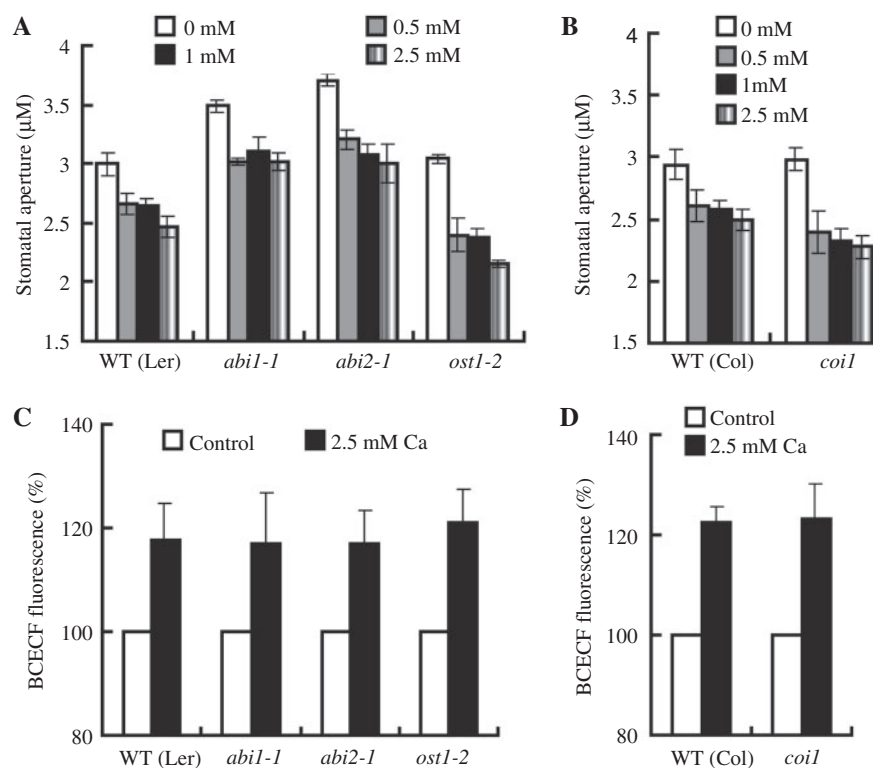 A
0 mM
0.5 mM
1 mM
2.5 mM
Stomatal aperture (µM)
4
3.5
3
2.5
2
1.5
WT (Ler)
abi1-1
abi2-1
ost1-2
B
0 mM
0.5 mM
1mM
2.5 mM
Stomatal aperture (µM)
4
3.5
3
2.5
2
1.5
WT (Col)
coi1
C
Control
2.5 mM Ca
BCECF fluorescence (%)
140
120
100
80
WT (Ler)
abi1-1
abi2-1
ost1-2
D
Control
2.5 mM Ca
BCECF fluorescence (%)
140
120
100
80
WT (Col)
coi1